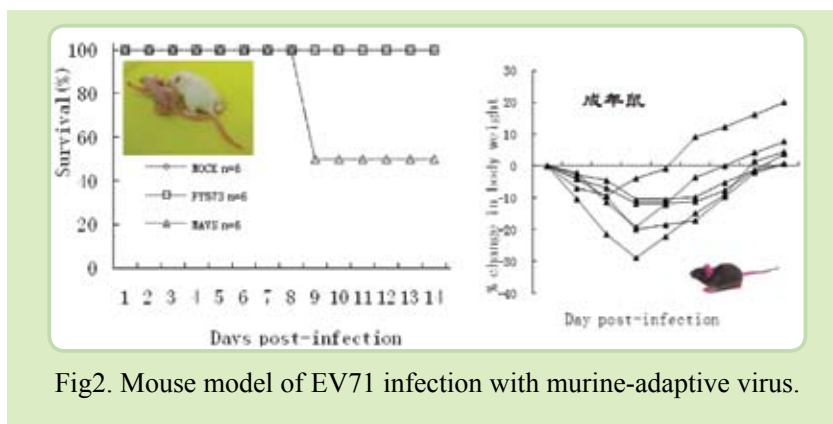 100
80
60
40
20
0
Survival(%)
MOCK n=6
FY573 n=6
MAVS n=6
1 2 3 4 5 6 7 8 9 10 11 12 13 14
Days post-infection
30
20
10
0
-10
-20
-30
-40
% change in body weight
成年鼠
Day post-infection
Fig2. Mouse model of EV71 infection with murine-adaptive virus.